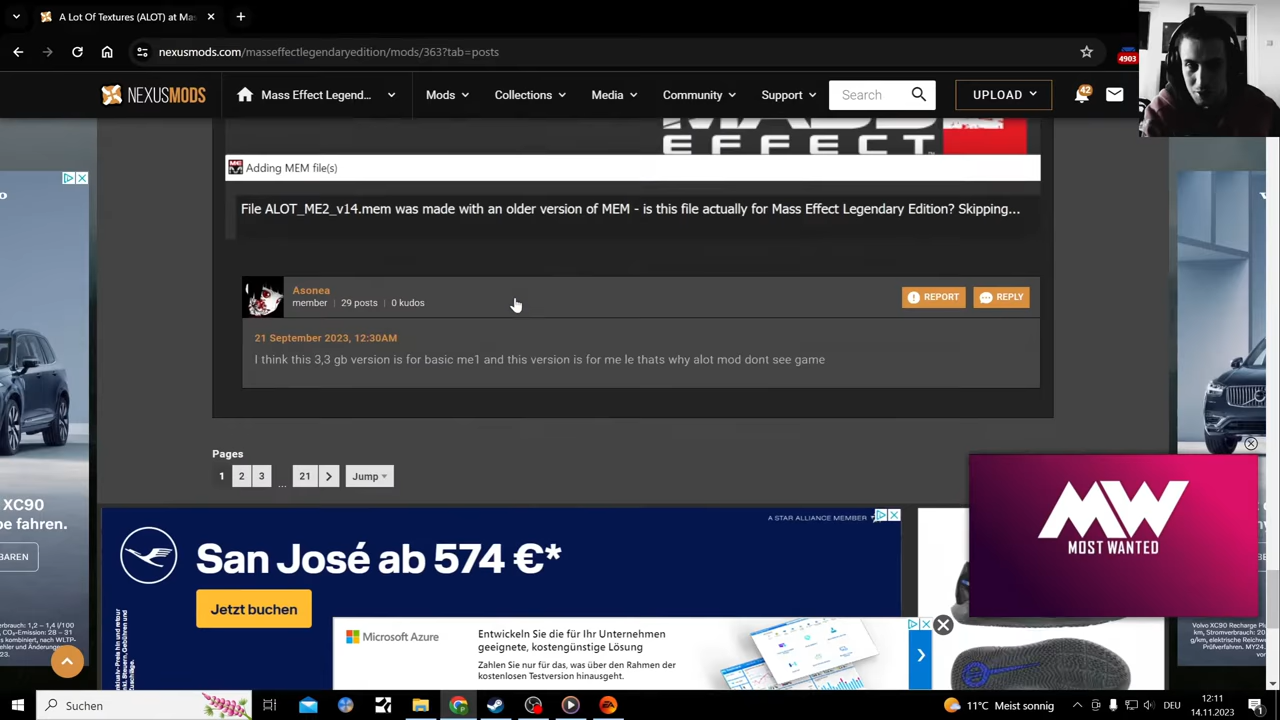 A Lot Of Textures (ALOT) at Mas
nexusmods.com/masseffectlegendaryedition/mods/363?tab=posts
4903
NEXUSMODS
Mass Effect Legend...
Mods
Collections
Media
Community
Support
Search
UPLOAD
42
EFFECT
Adding MEM file(s)
File ALOT_ME2_v14.mem was made with an older version of MEM - is this file actually for Mass Effect Legendary Edition? Skipping...
Asonea
member
29 posts
0 kudos
REPORT
REPLY
21 September 2023, 12:30AM
I think this 3,3 gb version is for basic me1 and this version is for me le thats why alot mod dont see game
Pages
1
2
3
...
21
Jump
XC90
be fahren.
MW
MOST WANTED
A STAR ALLIANCE MEMBER
San José ab 574 €*
Jetzt buchen
Microsoft Azure
Entwickeln Sie die für Ihr Unternehmen
geeignete, kostengünstige Lösung
Zahlen Sie nur für das, was über den Rahmen der
kostenlosen Testversion hinausgeht.
Suchen
11°C Meist sonnig
DEU
12:11
14.11.2023
1